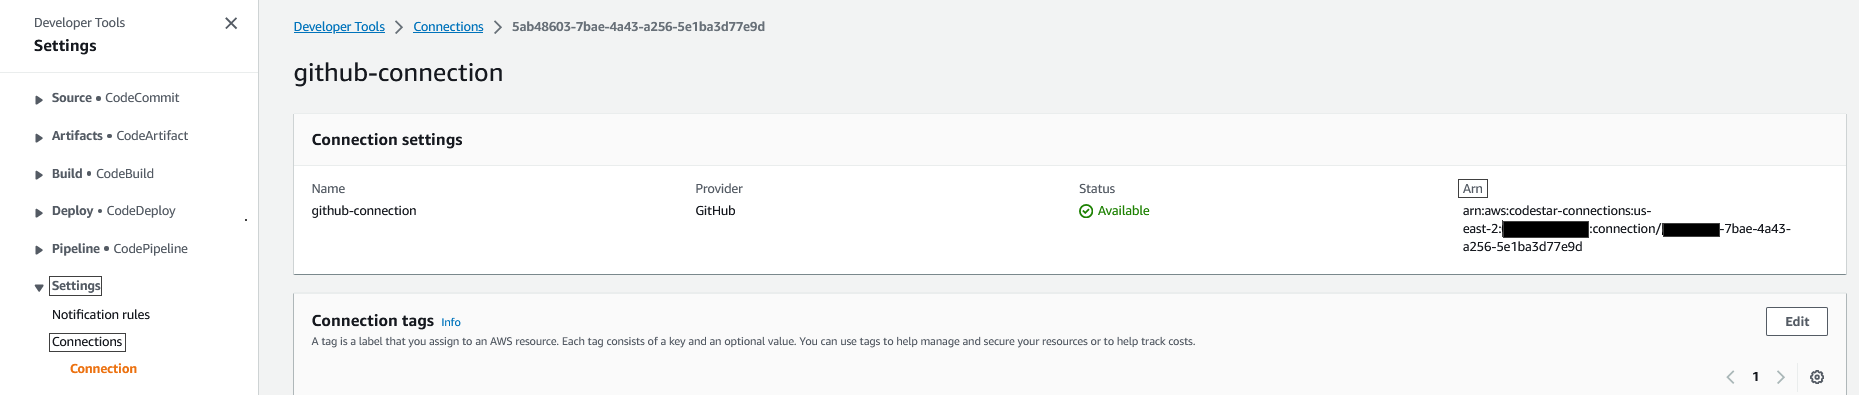 Developer Tools
Settings
Source • CodeCommit
Artifacts • CodeArtifact
Build • CodeBuild
Deploy • CodeDeploy
Pipeline • CodePipeline
Settings
Notification rules
Connections
Connection
Developer Tools > Connections > 5ab48603-7bae-4a43-a256-5e1ba3d77e9d
github-connection
Connection settings
Name
github-connection
Provider
GitHub
Status
Available
Arn
arn:aws:codestar-connections:us-
east-2: :connection/ -7bae-4a43-
a256-5e1ba3d77e9d
Connection tags Info
Edit
A tag is a label that you assign to an AWS resource. Each tag consists of a key and an optional value. You can use tags to help manage and secure your resources or to help track costs.
< 1 >